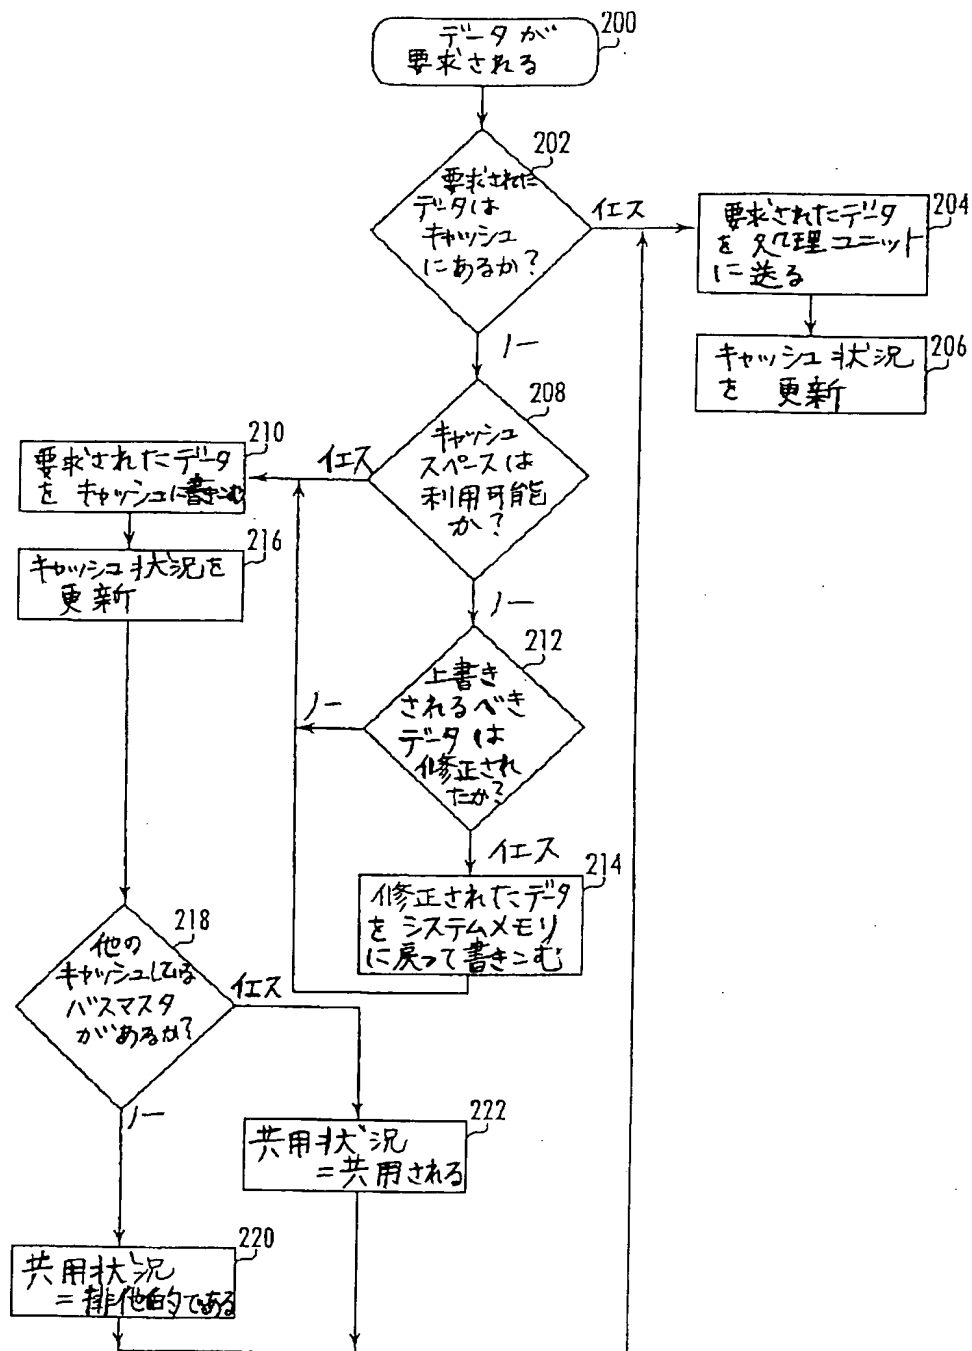 データが
要求される
200
202
要求された
データは
キャッシュ
にあるか?
イエス
204
要求されたデータ
を処理ユニット
に送る
206
キャッシュ状況
を更新
ノー
208
キャッシュ
スペースは
利用可能
か?
イエス
210
要求されたデータ
をキャッシュに書きこむ
216
キャッシュ状況を
更新
ノー
212
上書き
されるべき
データは
修正され
たか?
ノー
イエス
214
修正されたデータ
をシステムメモリ
に戻って書きこむ
218
他の
キャッシュしている
バスマスタ
があるか?
イエス
ノー
222
共用状況
=共用される
220
共用状況
=排他的である